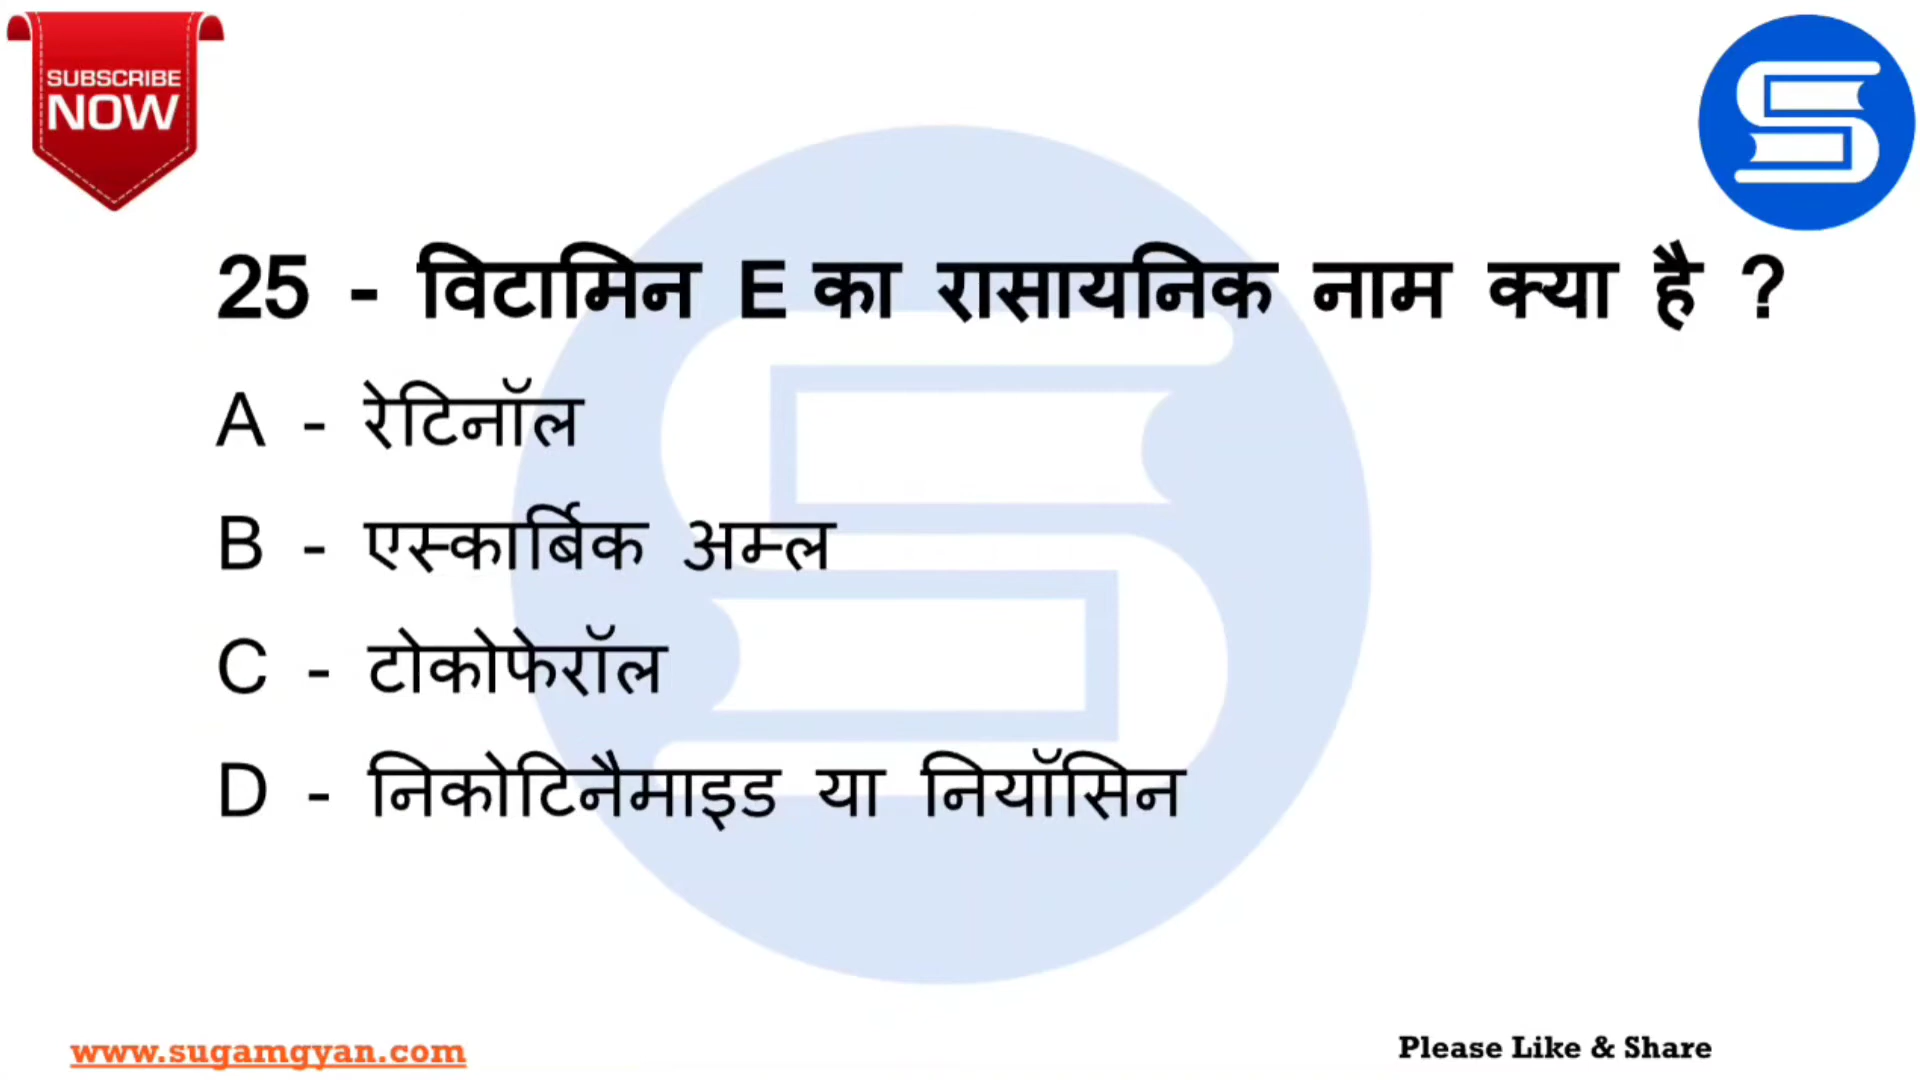 SUBSCRIBE
NOW
25 - विटामिन E का रासायनिक नाम क्या है ?
A - रेटिनॉल
B - एस्कार्बिक अम्ल
C - टोकोफेरॉल
D - निकोटिनैमाइड या नियॉसिन
www.sugamgyan.com
Please Like & Share